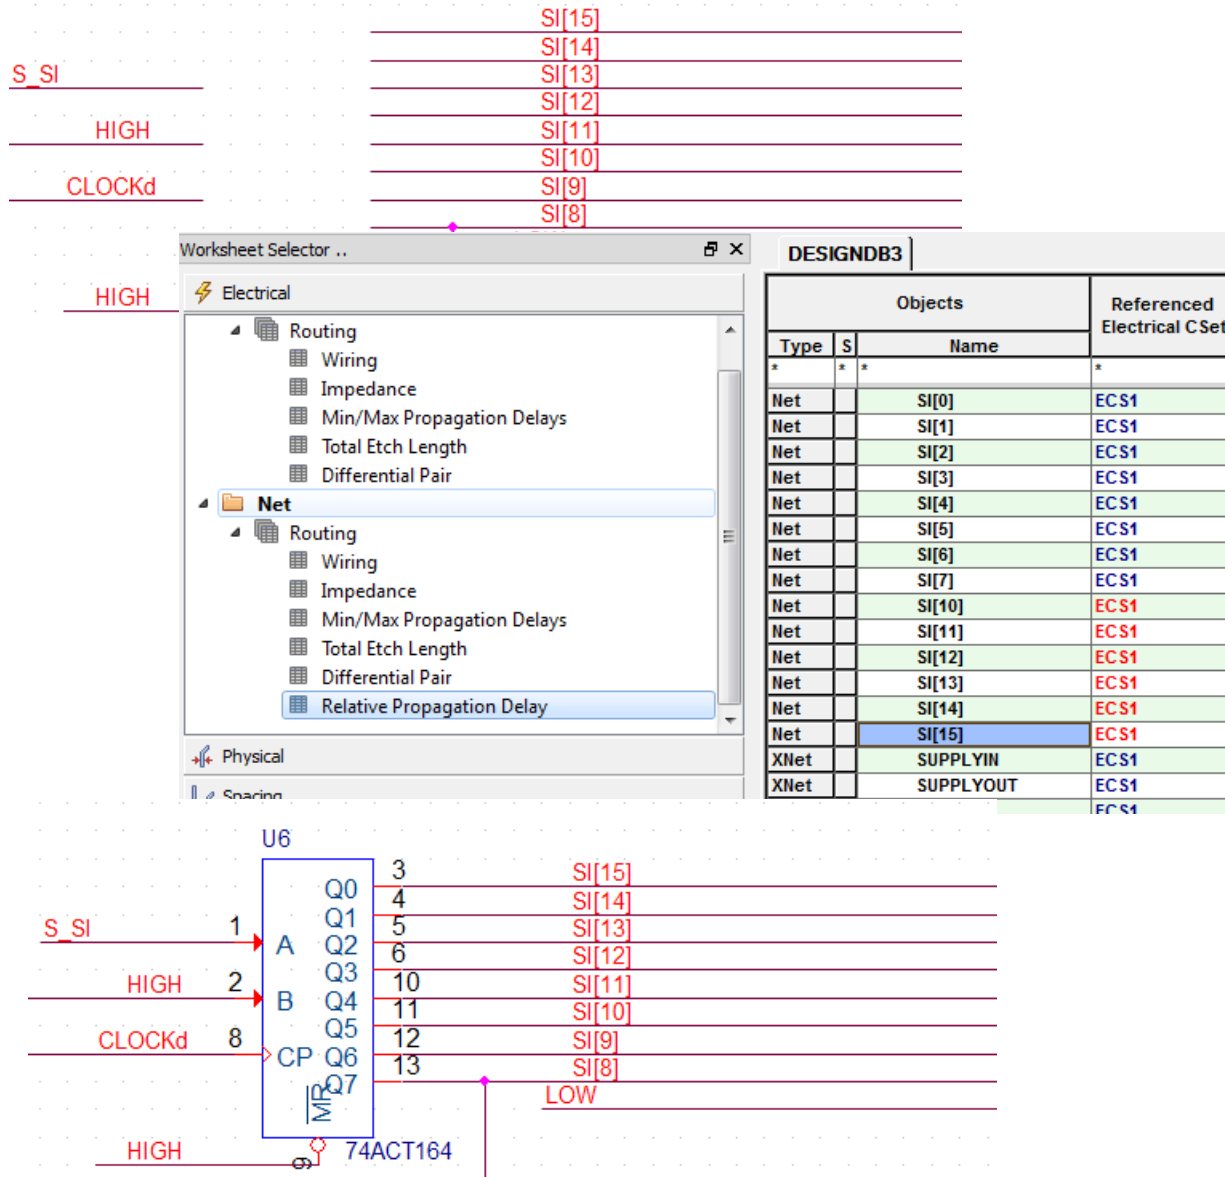 SI[15]
SI[14]
S_SI
SI[13]
SI[12]
HIGH
SI[11]
SI[10]
CLOCKd
SI[9]
SI[8]
HIGH
Worksheet Selector ..
Electrical
Routing
Wiring
Impedance
Min/Max Propagation Delays
Total Etch Length
Differential Pair
Net
Routing
Wiring
Impedance
Min/Max Propagation Delays
Total Etch Length
Differential Pair
Relative Propagation Delay
Physical
Spacing
DESIGNDB3
Objects
Referenced
Electrical CSet
Type S Name
* * * *
Net SI[0] ECS1
Net SI[1] ECS1
Net SI[2] ECS1
Net SI[3] ECS1
Net SI[4] ECS1
Net SI[5] ECS1
Net SI[6] ECS1
Net SI[7] ECS1
Net SI[10] ECS1
Net SI[11] ECS1
Net SI[12] ECS1
Net SI[13] ECS1
Net SI[14] ECS1
Net SI[15] ECS1
XNet SUPPLYIN ECS1
XNet SUPPLYOUT ECS1
ECS1
U6
Q0 3 SI[15]
Q1 4 SI[14]
S_SI 1 A Q2 5 SI[13]
Q3 6 SI[12]
HIGH 2 B Q4 10 SI[11]
Q5 11 SI[10]
CLOCKd 8 CP Q6 12 SI[9]
Q7 13 SI[8]
MR
LOW
HIGH 9 74ACT164